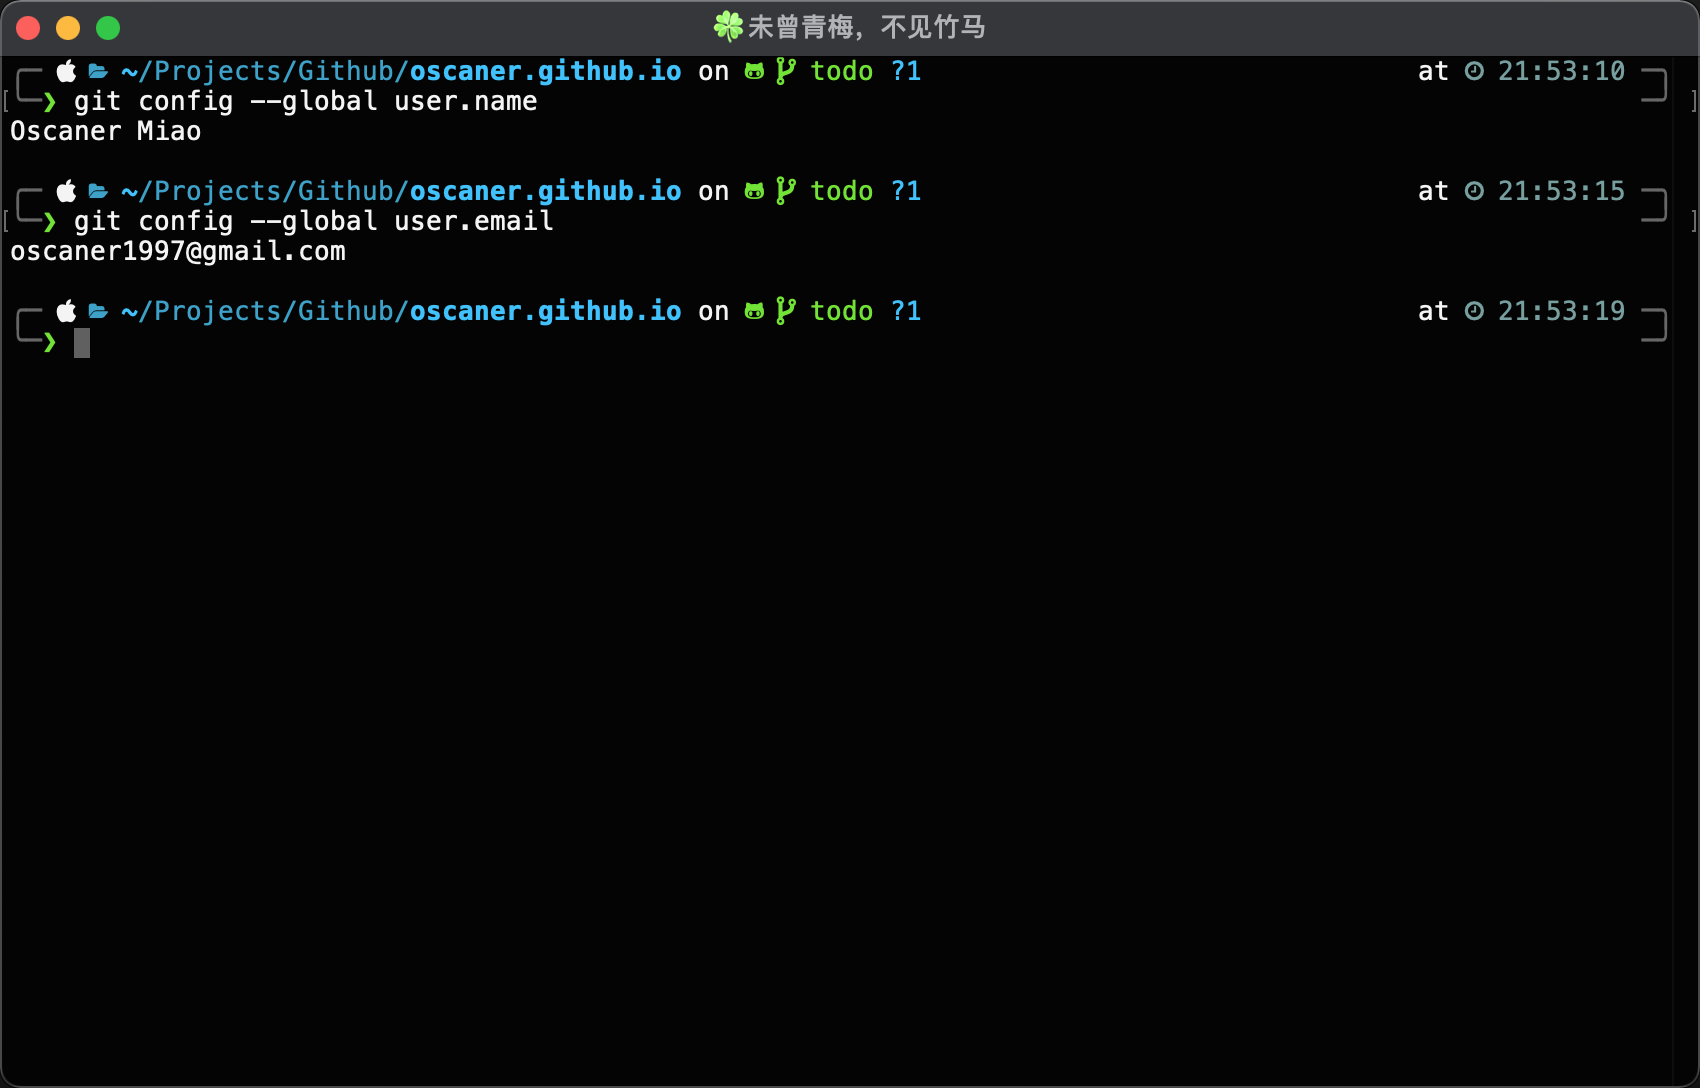 🍀未曾青梅，不见竹马
~/Projects/Github/oscaner.github.io on todo ?1 at 21:53:10
❯ git config --global user.name
Oscaner Miao
~/Projects/Github/oscaner.github.io on todo ?1 at 21:53:15
❯ git config --global user.email
oscaner1997@gmail.com
~/Projects/Github/oscaner.github.io on todo ?1 at 21:53:19
❯